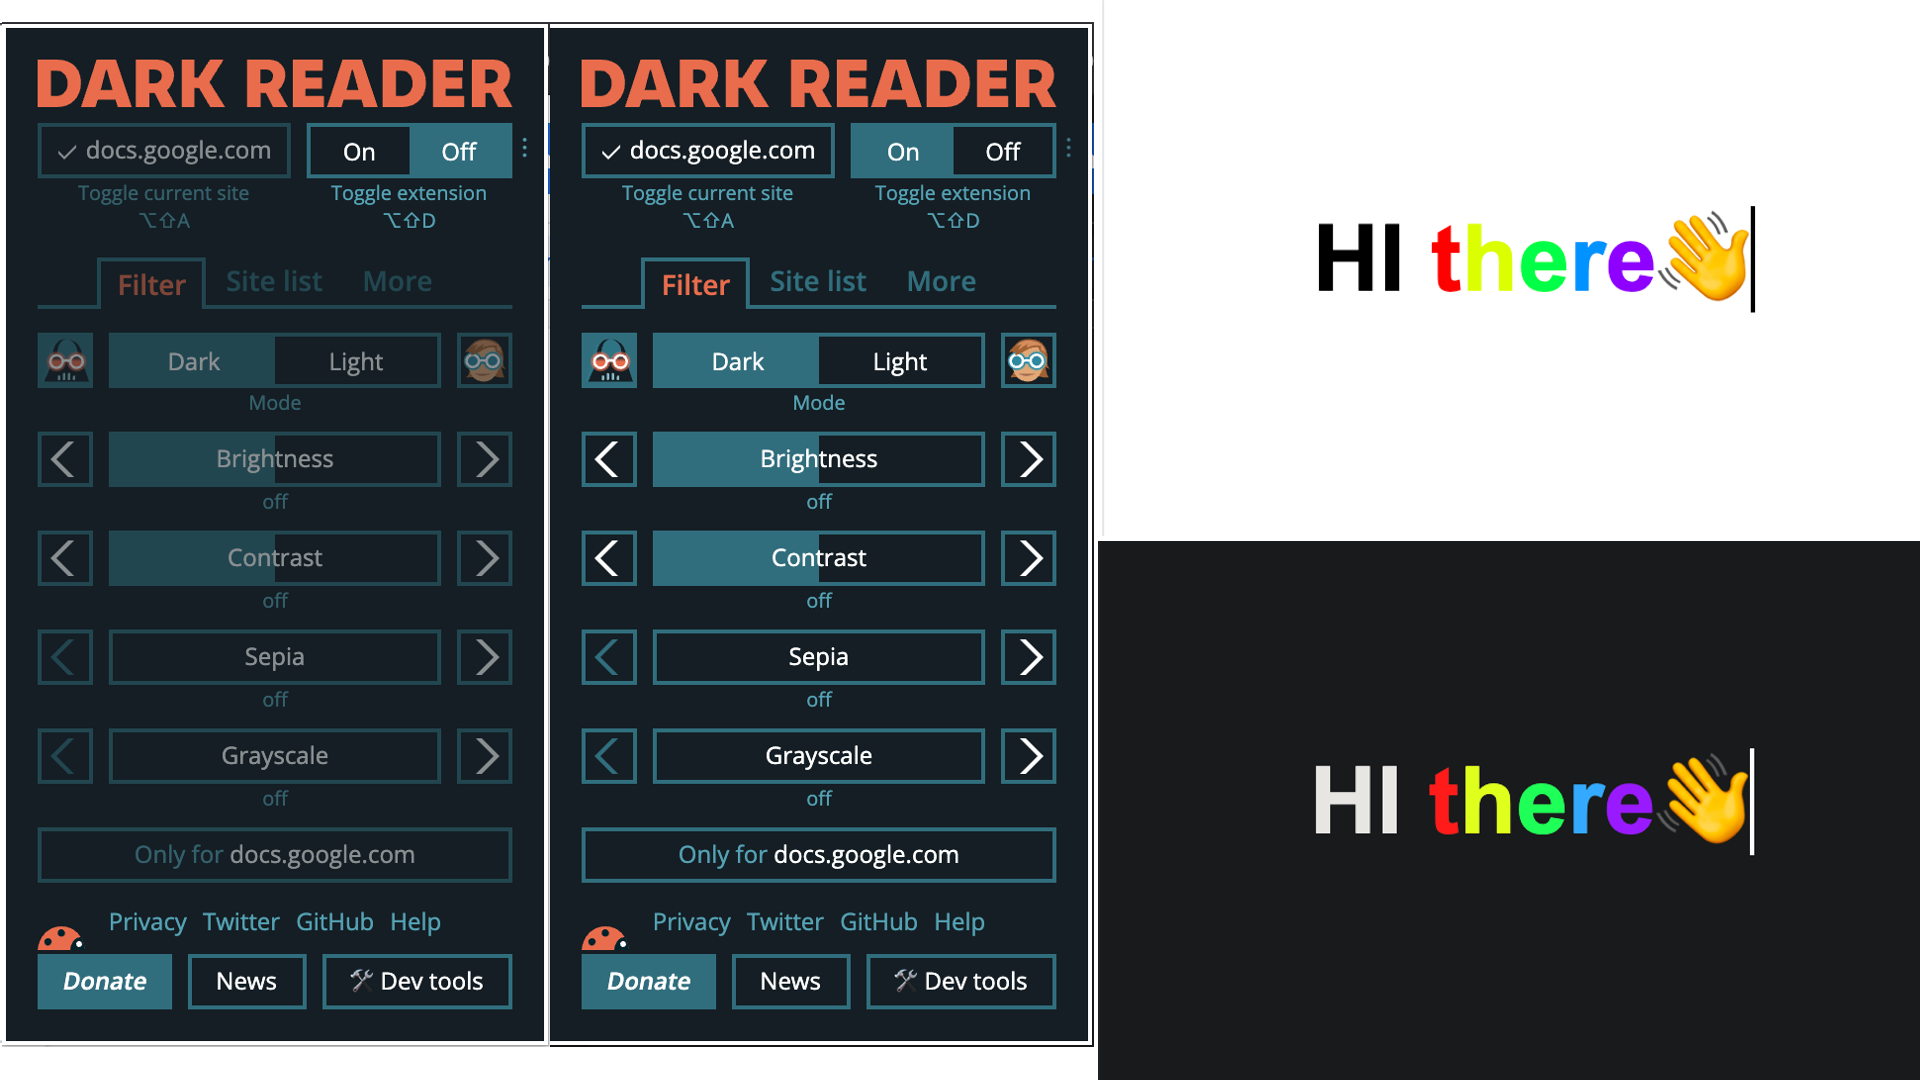 DARK READER
docs.google.com On Off
Toggle current site Toggle extension
⌥⇧A ⌥⇧D
Filter Site list More
Dark Light
Mode
Brightness
off
Contrast
off
Sepia
off
Grayscale
off
Only for docs.google.com
Privacy Twitter GitHub Help
Donate News 🛠 Dev tools
DARK READER
docs.google.com On Off
Toggle current site Toggle extension
⌥⇧A ⌥⇧D
Filter Site list More
Dark Light
Mode
Brightness
off
Contrast
off
Sepia
off
Grayscale
off
Only for docs.google.com
Privacy Twitter GitHub Help
Donate News 🛠 Dev tools
HI there👋
HI there👋